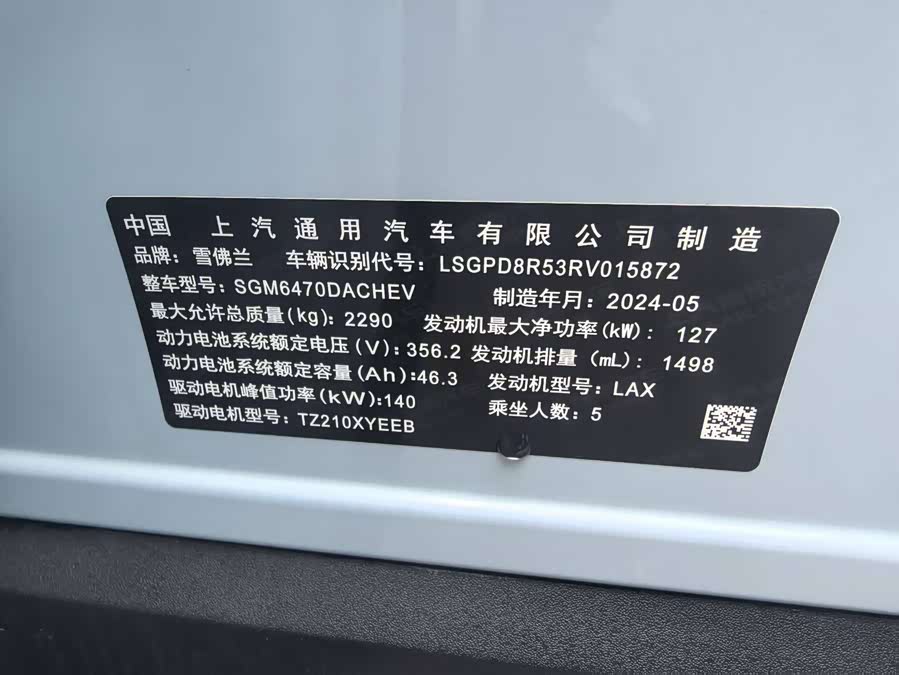 中国 上汽通用汽车有限公司制造
品牌：雪佛兰 车辆识别代号：LSGPD8R53RV015872
整车型号：SGM6470DACHEV 制造年月：2024-05
最大允许总质量(kg)：2290 发动机最大净功率(kW)：127
动力电池系统额定电压(V)：356.2 发动机排量(mL)：1498
动力电池系统额定容量(Ah)：46.3 发动机型号：LAX
驱动电机峰值功率(kW)：140 乘坐人数：5
驱动电机型号：TZ210XYEEB